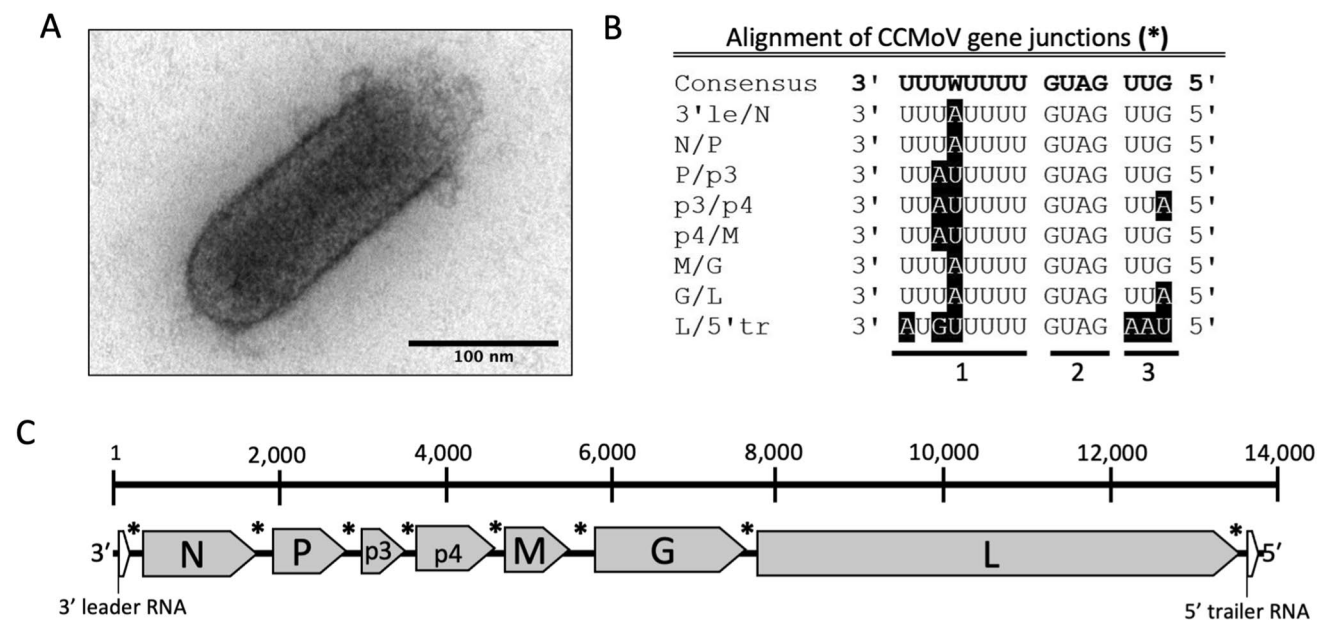 A
100 nm
B
Alignment of CCMoV gene junctions (*)
Consensus 3' UUUWUUUU GUAG UUG 5'
3'le/N 3' UUUAUUUU GUAG UUG 5'
N/P 3' UUUAUUUU GUAG UUG 5'
P/p3 3' UUAUUUUU GUAG UUG 5'
p3/p4 3' UUAUUUUU GUAG UUA 5'
p4/M 3' UUAUUUUU GUAG UUG 5'
M/G 3' UUUAUUUU GUAG UUG 5'
G/L 3' UUUAUUUU GUAG UUA 5'
L/5'tr 3' AUGUUUUU GUAG AAU 5'
1 2 3
C
1 2,000 4,000 6,000 8,000 10,000 12,000 14,000
* * * * * * * *
3′ N P p3 p4 M G L 5′
3′ leader RNA 5′ trailer RNA